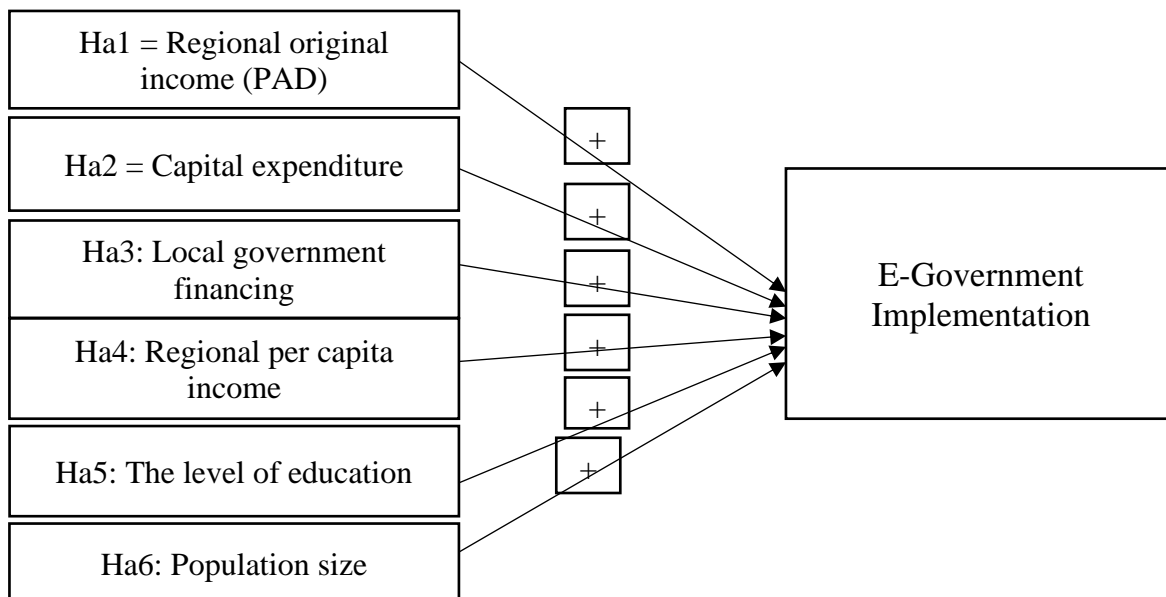 Ha1 = Regional original
income (PAD)
+
Ha2 = Capital expenditure
+
Ha3: Local government
financing
+
E-Government
Implementation
Ha4: Regional per capita
income
+
+
Ha5: The level of education
+
Ha6: Population size